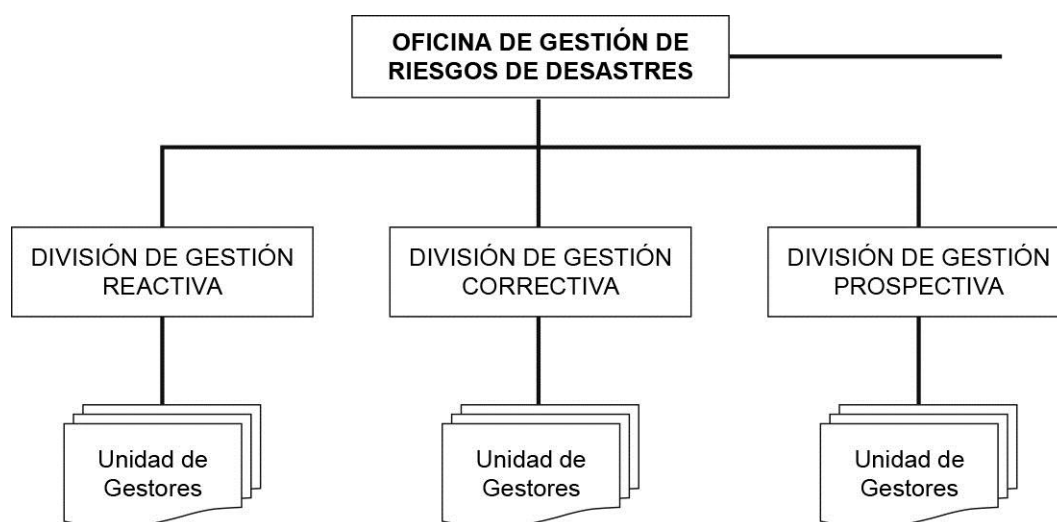 OFICINA DE GESTIÓN DE
RIESGOS DE DESASTRES
DIVISIÓN DE GESTIÓN
REACTIVA
DIVISIÓN DE GESTIÓN
CORRECTIVA
DIVISIÓN DE GESTIÓN
PROSPECTIVA
Unidad de
Gestores
Unidad de
Gestores
Unidad de
Gestores